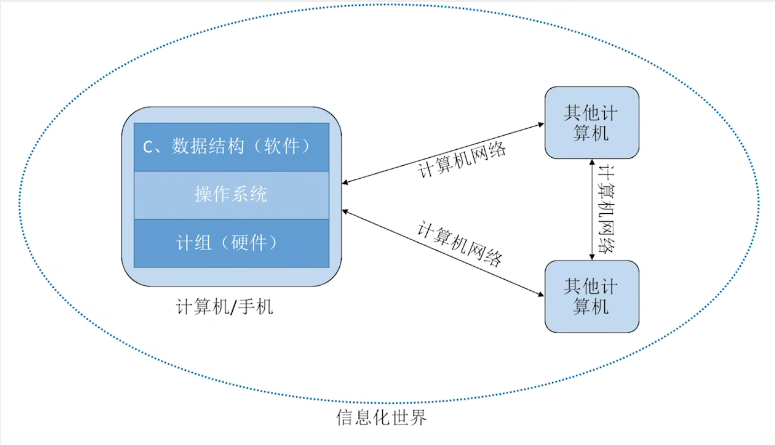 C、数据结构（软件）
操作系统
计组（硬件）
计算机/手机
计算机网络
计算机网络
其他计
算机
计算机网络
其他计
算机
信息化世界